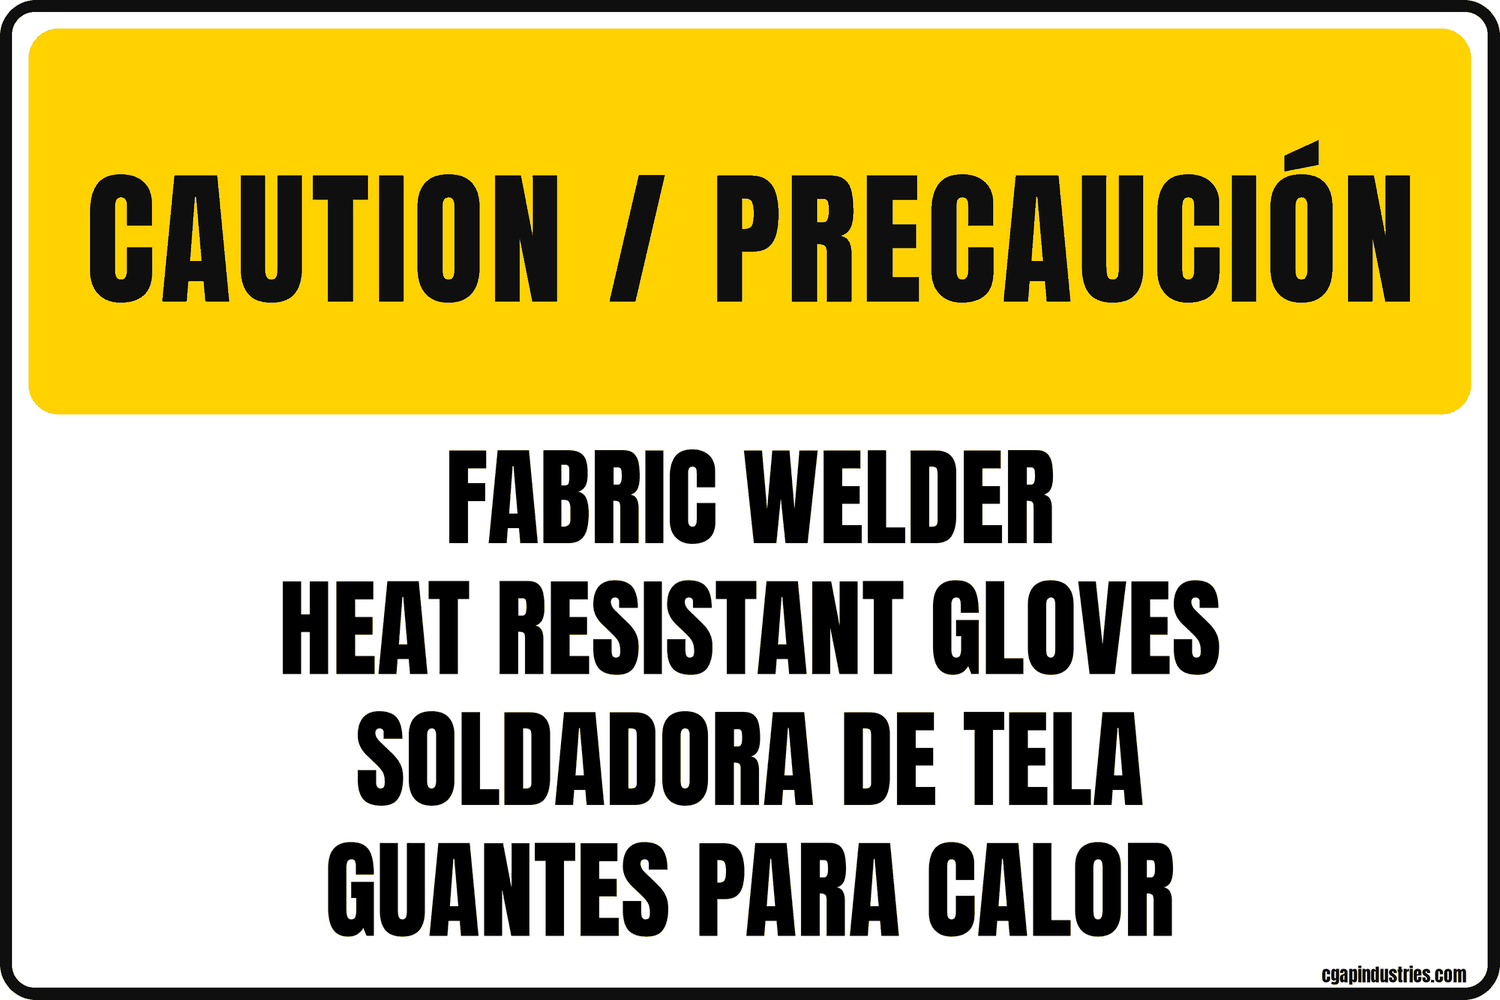 CAUTION / PRECAUCIÓN
FABRIC WELDER
HEAT RESISTANT GLOVES
SOLDADORA DE TELA
GUANTES PARA CALOR
cgapindustries.com